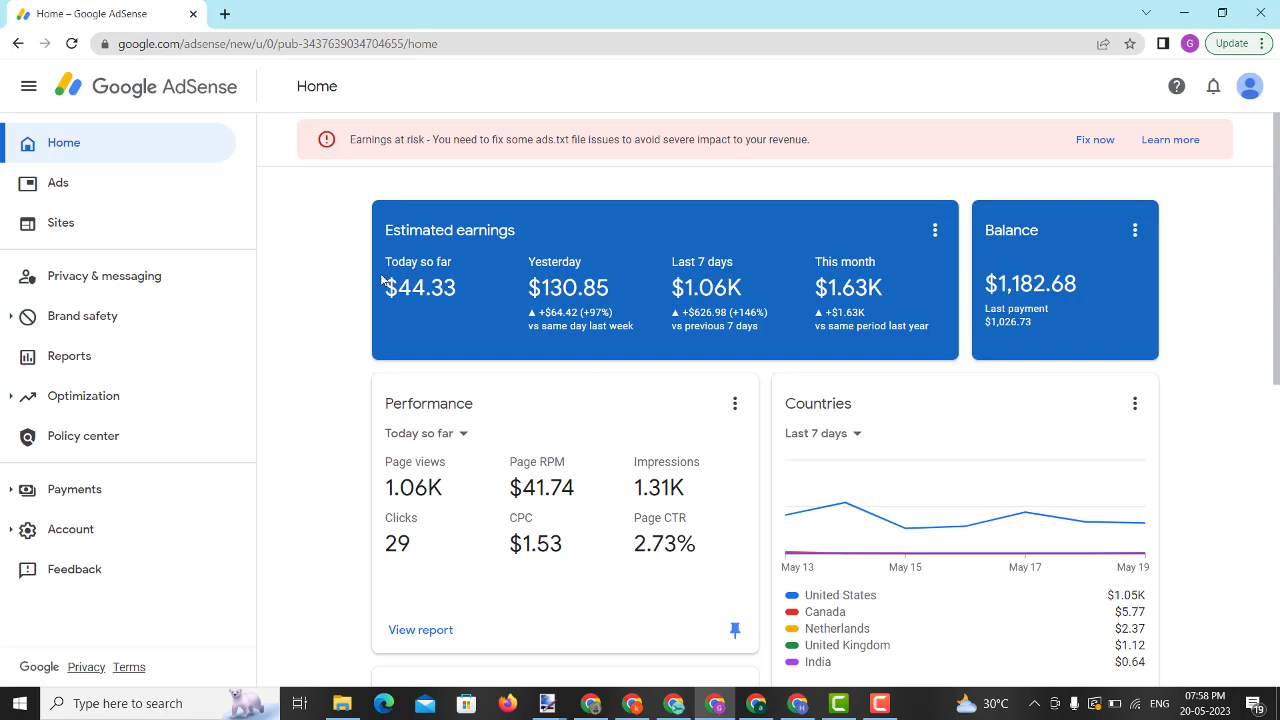 Home – Google AdSense
google.com/adsense/new/u/0/pub-3437639034704655/home
G
Update
Google AdSense
Home
Home
Ads
Sites
Privacy & messaging
Brand safety
Reports
Optimization
Policy center
Payments
Account
Feedback
Google Privacy Terms
Earnings at risk - You need to fix some ads.txt file issues to avoid severe impact to your revenue.
Fix now
Learn more
Estimated earnings
Today so far
$44.33
Yesterday
$130.85
▲ +$64.42 (+97%)
vs same day last week
Last 7 days
$1.06K
▲ +$626.98 (+146%)
vs previous 7 days
This month
$1.63K
▲ +$1.63K
vs same period last year
Balance
$1,182.68
Last payment
$1,026.73
Performance
Today so far
Page views
1.06K
Page RPM
$41.74
Impressions
1.31K
Clicks
29
CPC
$1.53
Page CTR
2.73%
View report
Countries
Last 7 days
May 13 May 15 May 17 May 19
United States $1.05K
Canada $5.77
Netherlands $2.37
United Kingdom $1.12
India $0.64
Type here to search
30°C
ENG
07:58 PM
20-05-2023